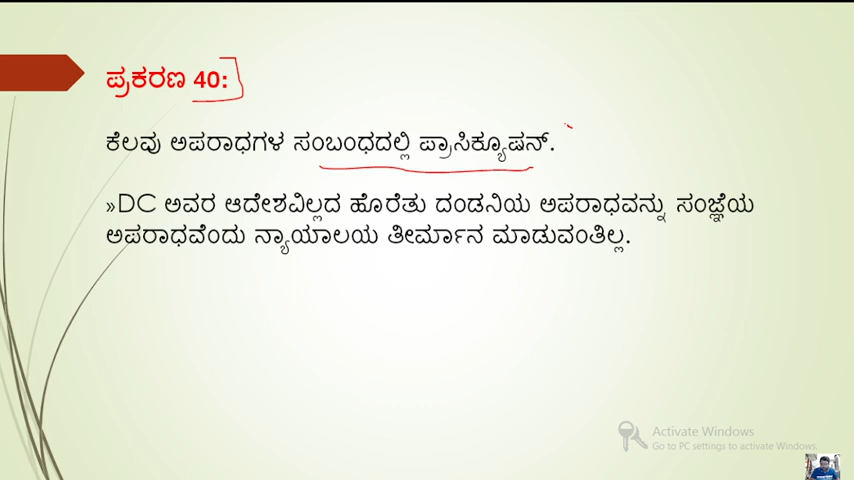 ಪ್ರಕರಣ 40:
ಕೆಲವು ಅಪರಾಧಗಳ ಸಂಬಂಧದಲ್ಲಿ ಪ್ರಾಸಿಕ್ಯೂಷನ್.
»DC ಅವರ ಆದೇಶವಿಲ್ಲದ ಹೊರೆತು ದಂಡನಿಯ ಅಪರಾಧವನ್ನು ಸಂಜ್ಞೆಯ
ಅಪರಾಧವೆಂದು ನ್ಯಾಯಾಲಯ ತೀರ್ಮಾನ ಮಾಡುವಂತಿಲ್ಲ.
Activate Windows
Go to PC settings to activate Windows.